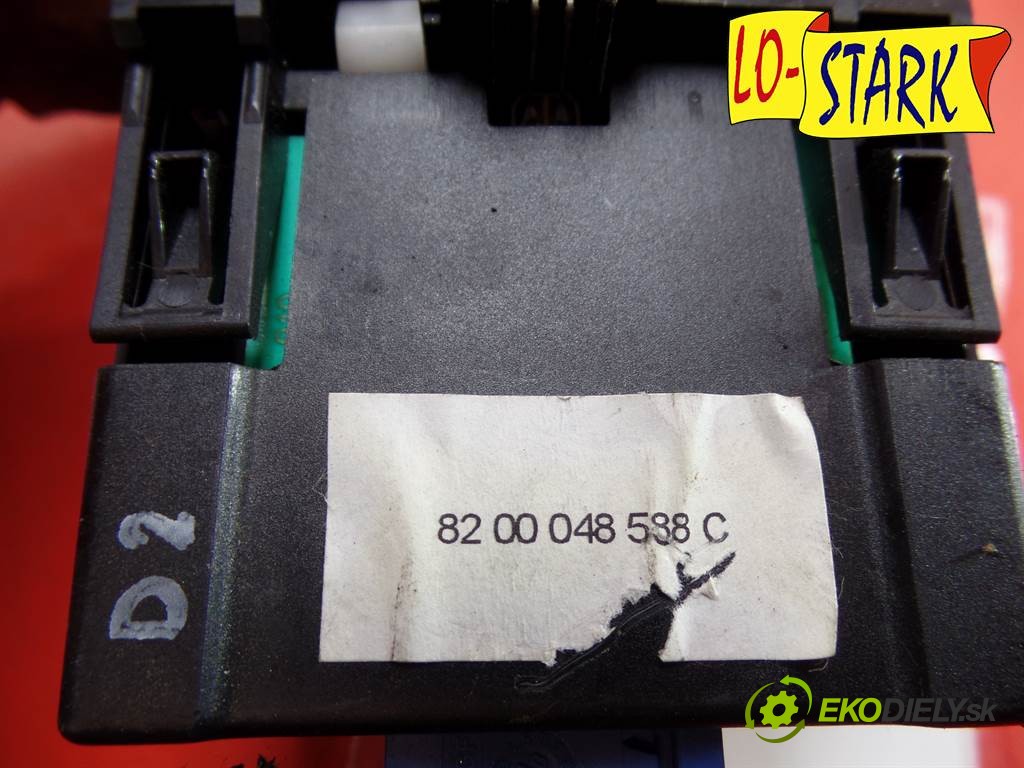 LO-STARK
82 00 048 588 C
D2
EKODIELY.sk